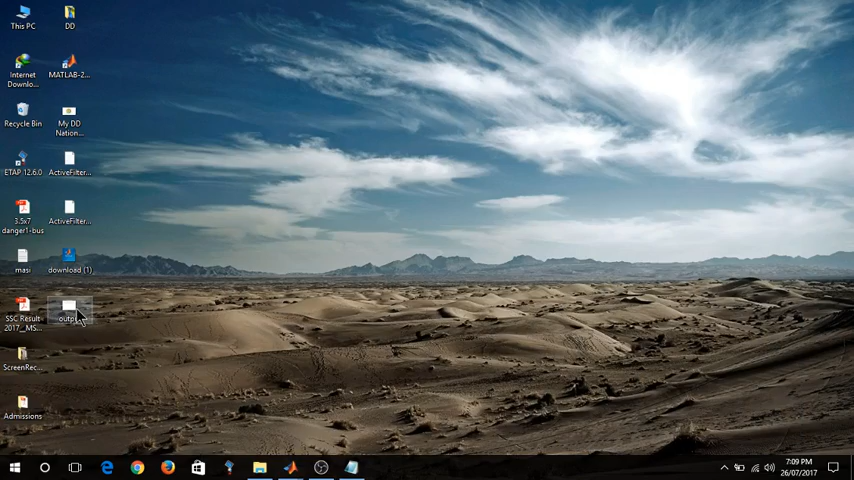 This PC
DD
Internet
Downlo...
MATLAB-2...
Recycle Bin
My DD
Nation...
ETAP 12.6.0
ActiveFilter...
3.5x7
danger1-bus
ActiveFilter...
masi
download (1)
SSC Result
2017_MS...
outp
ScreenRec...
Admissions
7:09 PM
26/07/2017